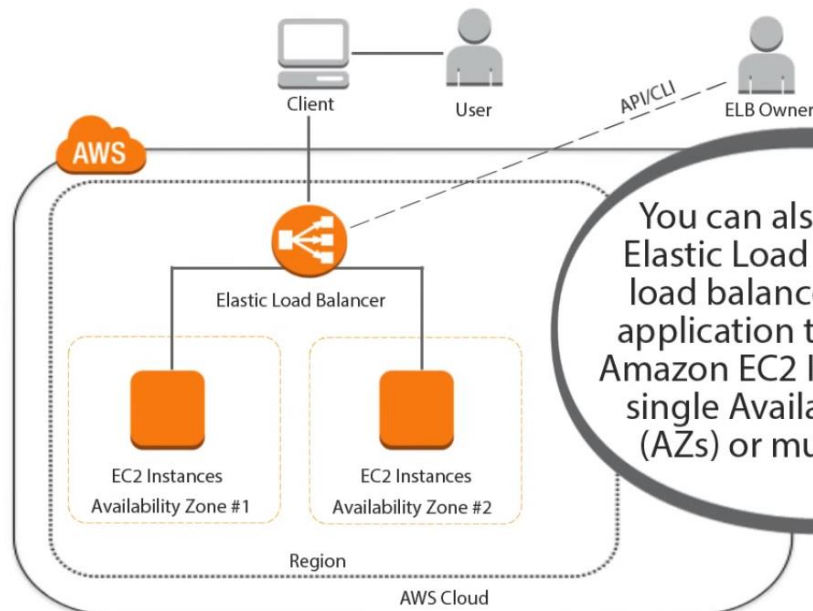 Client
User
API/CLI
ELB Owner
AWS
Elastic Load Balancer
EC2 Instances
Availability Zone #1
EC2 Instances
Availability Zone #2
Region
AWS Cloud
You can als
Elastic Load
load balanc
application t
Amazon EC2 I
single Availa
(AZs) or mu